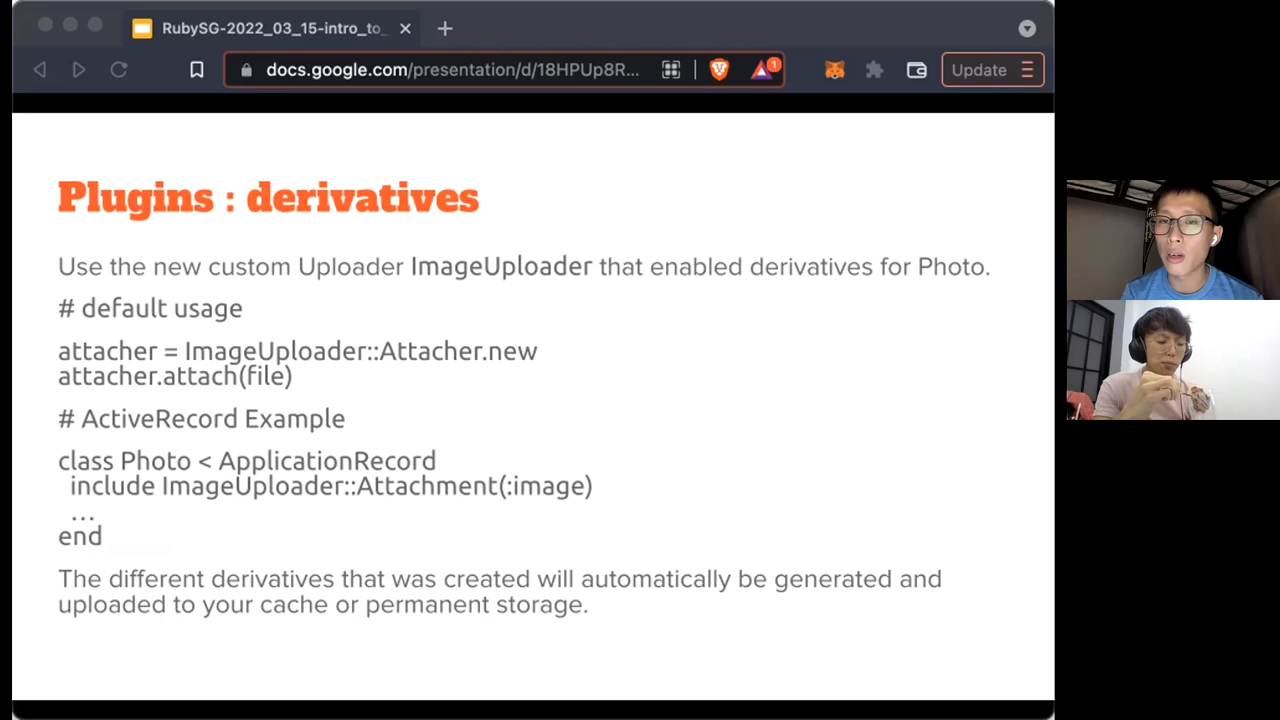 RubySG-2022_03_15-intro_to_
docs.google.com/presentation/d/18HPUp8R...
1
Update
Plugins : derivatives
Use the new custom Uploader ImageUploader that enabled derivatives for Photo.
# default usage
attacher = ImageUploader::Attacher.new
attacher.attach(file)
# ActiveRecord Example
class Photo < ApplicationRecord
include ImageUploader::Attachment(:image)
...
end
The different derivatives that was created will automatically be generated and
uploaded to your cache or permanent storage.